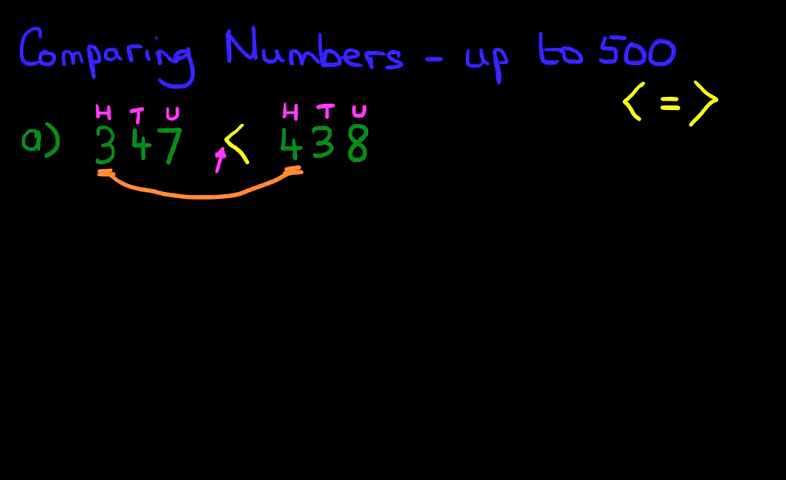 Comparing Numbers - up to 500
< = >
H T U H T U
a) 347 < 438